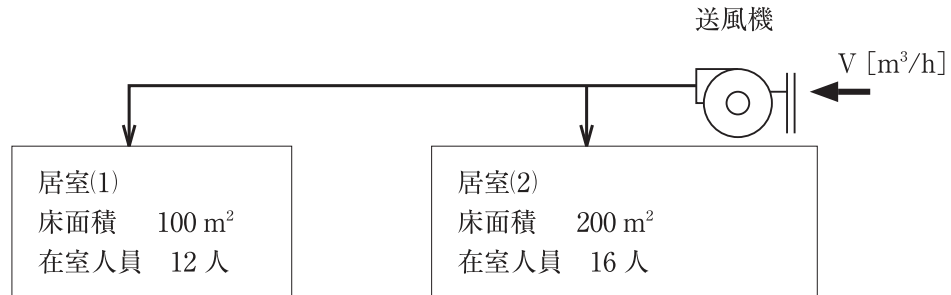 送風機
V [m³/h]
居室(1)
床面積 100 m²
在室人員 12 人
居室(2)
床面積 200 m²
在室人員 16 人